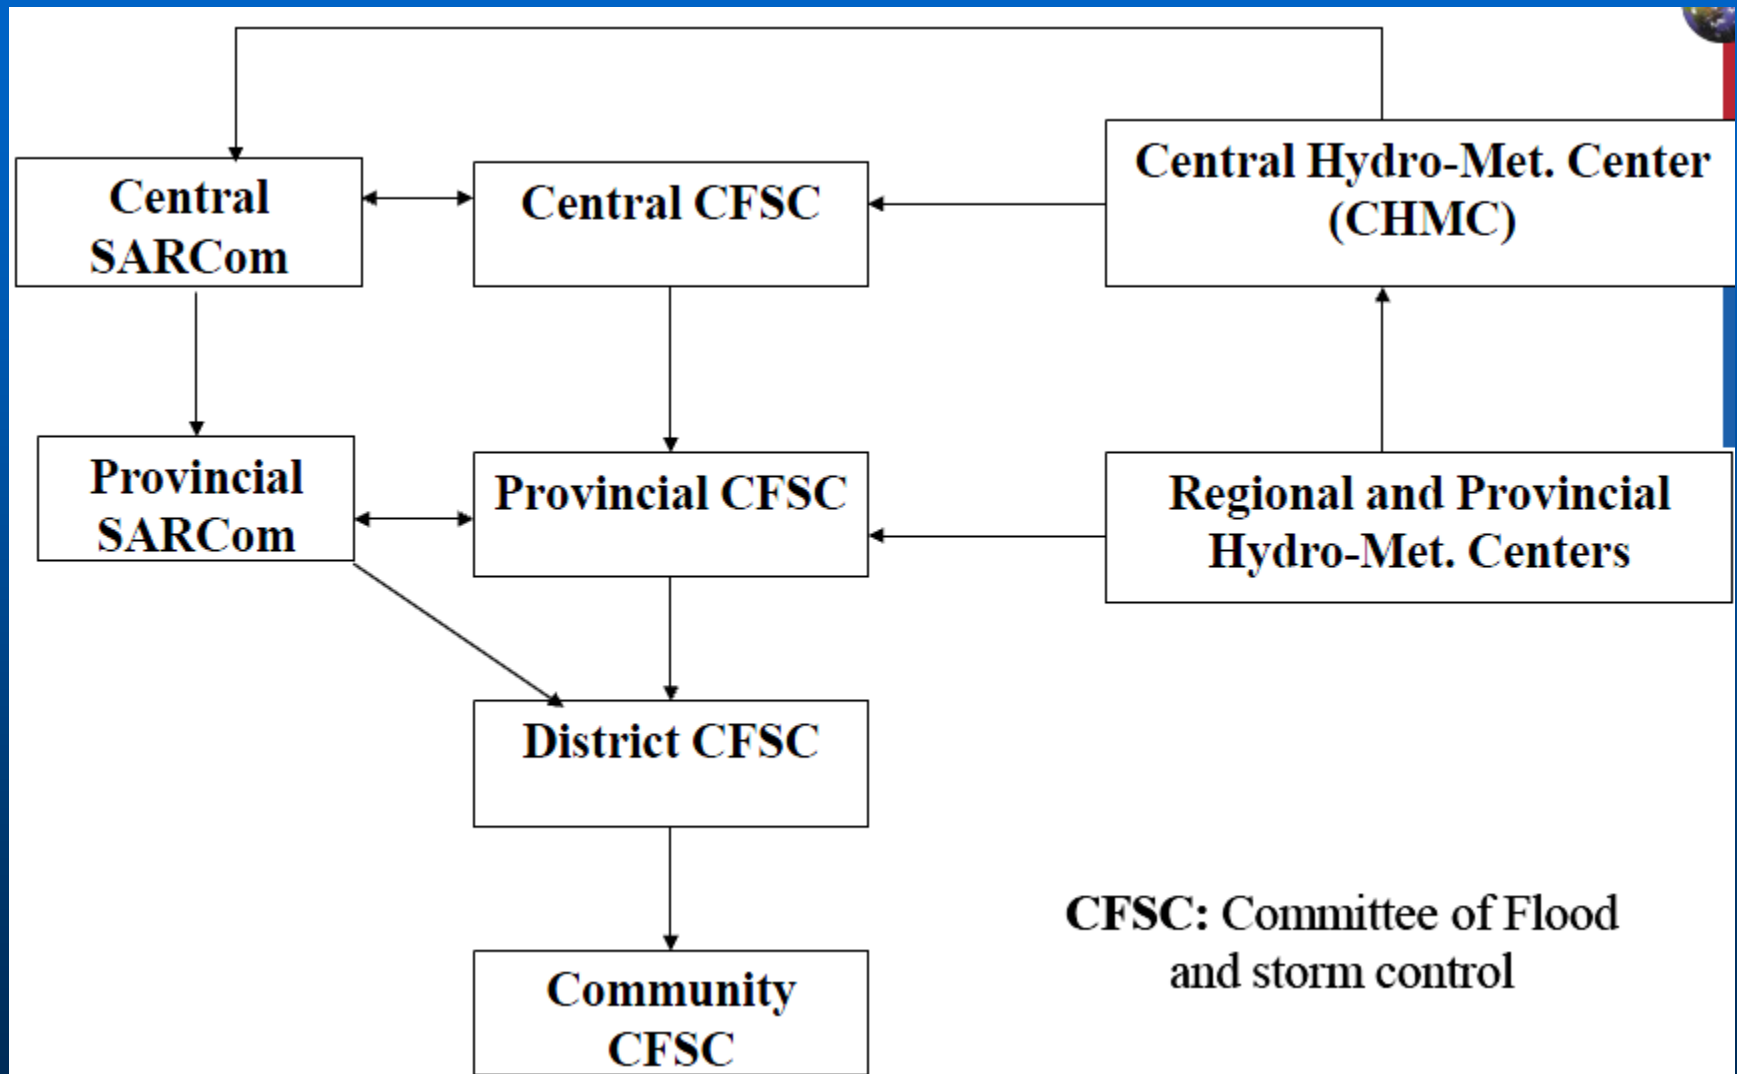 Central Hydro-Met. Center
(CHMC)
Central
SARCom
Central CFSC
Provincial
SARCom
Provincial CFSC
Regional and Provincial
Hydro-Met. Centers
District CFSC
CFSC: Committee of Flood
and storm control
Community
CFSC